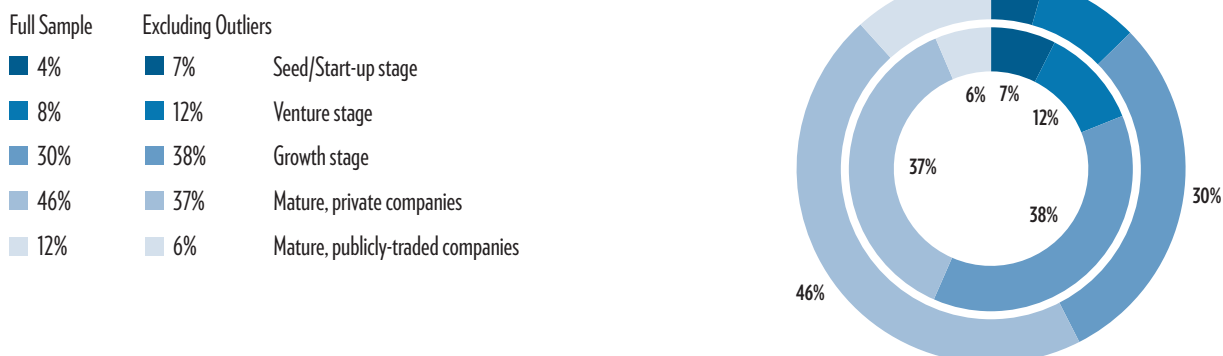 Full Sample Excluding Outliers
4% 7% Seed/Start-up stage
8% 12% Venture stage
30% 38% Growth stage
46% 37% Mature, private companies
12% 6% Mature, publicly-traded companies
6% 7%
12%
37%
30%
38%
46%